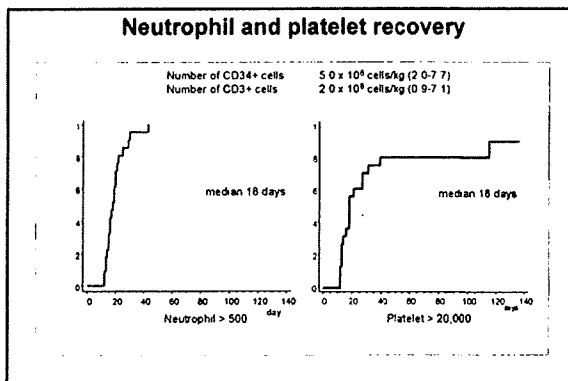 Neutrophil and platelet recovery
Number of CD34+ cells 5 0 x 10⁶ cells/kg (2 0-7 7)
Number of CD3+ cells 2 0 x 10⁸ cells/kg (0 9-7 1)
1
8
6
4
2
0
median 18 days
0 20 40 60 80 100 120 140
day
Neutrophil > 500
1
8
6
4
2
0
median 18 days
0 20 40 60 80 100 120 140
days
Platelet > 20,000